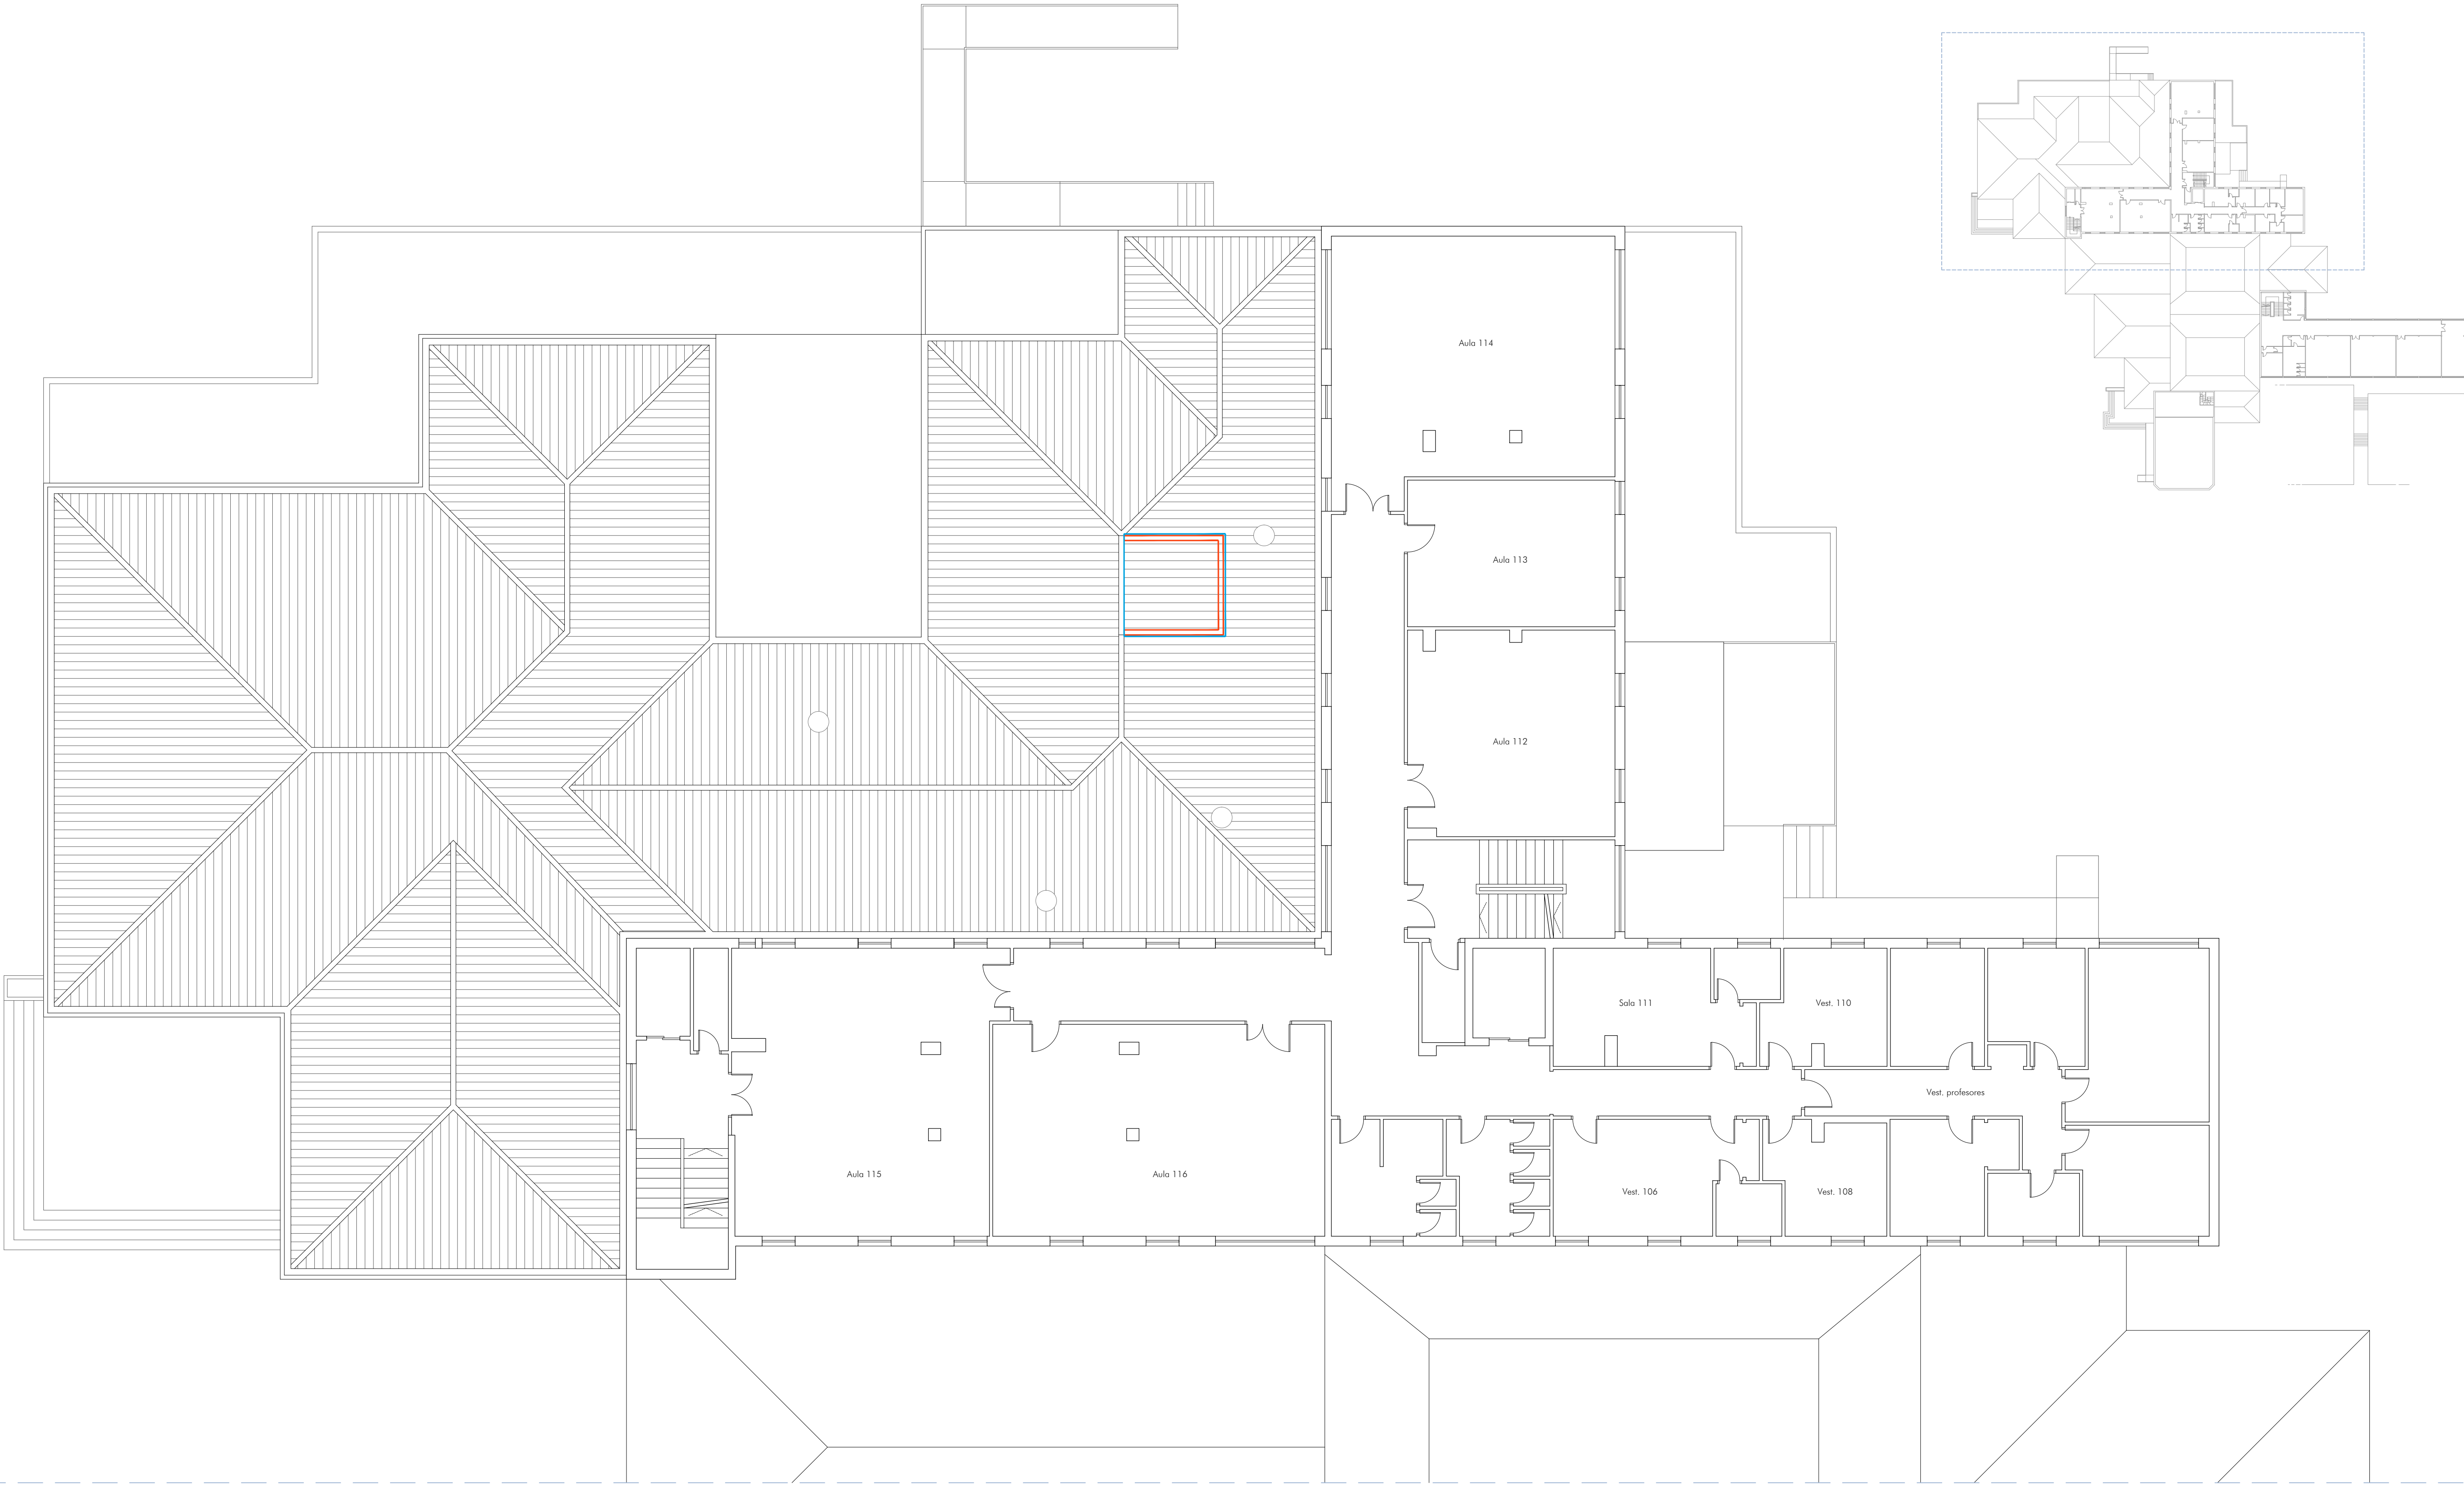 Aula 114
Aula 113
Aula 112
Sala 111
Vest. 110
Vest. profesores
Aula 115
Aula 116
Vest. 106
Vest. 108